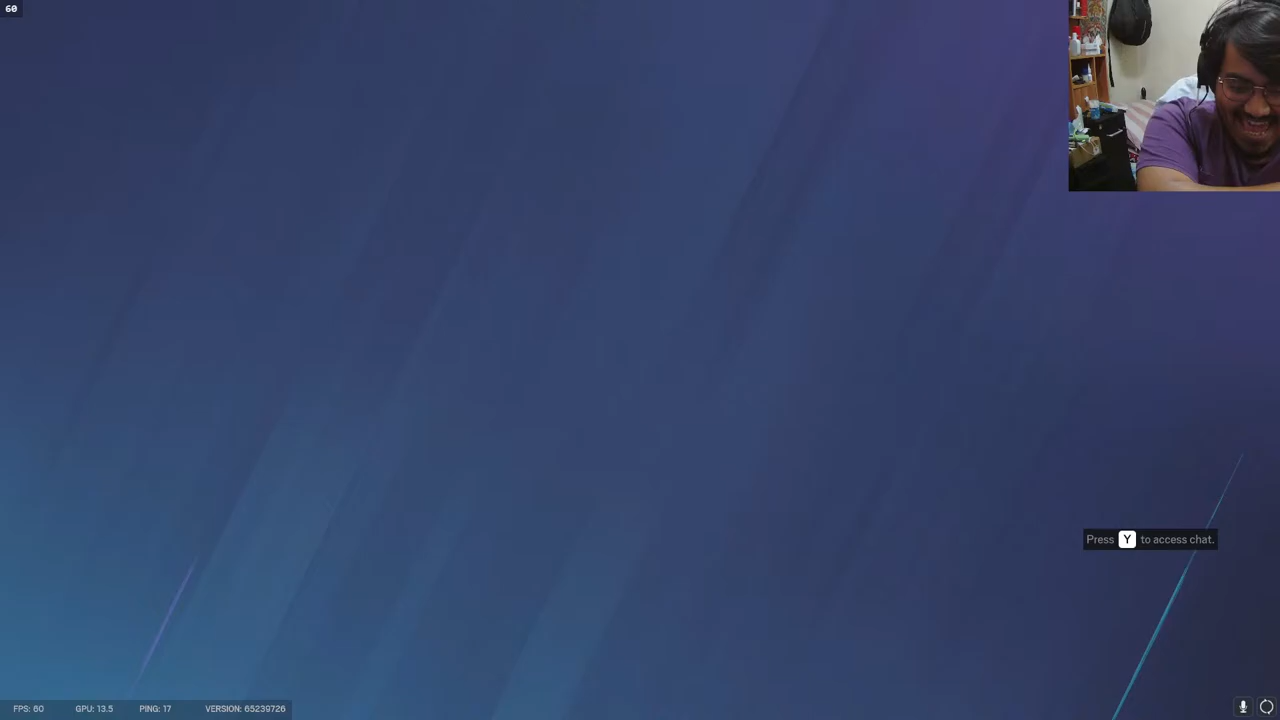 60
Press Y to access chat.
FPS: 60 GPU: 13.5 PING: 17 VERSION: 65239726